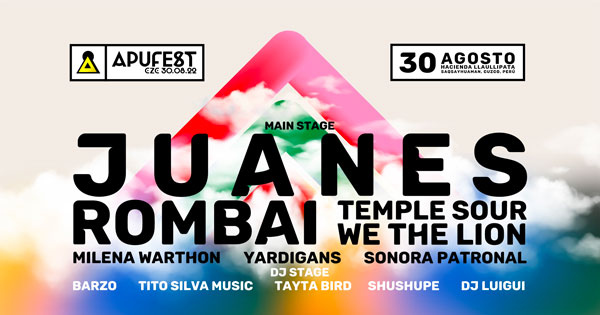 APUFEST
CZC 30.08.22
30 AGOSTO
HACIENDA LLAULLIPATA
SAQSAYHUAMAN, CUZCO, PERÚ
MAIN STAGE
JUANES
ROMBAI
TEMPLE SOUR
WE THE LION
MILENA WARTHON YARDIGANS SONORA PATRONAL
DJ STAGE
BARZO TITO SILVA MUSIC TAYTA BIRD SHUSHUPE DJ LUIGUI